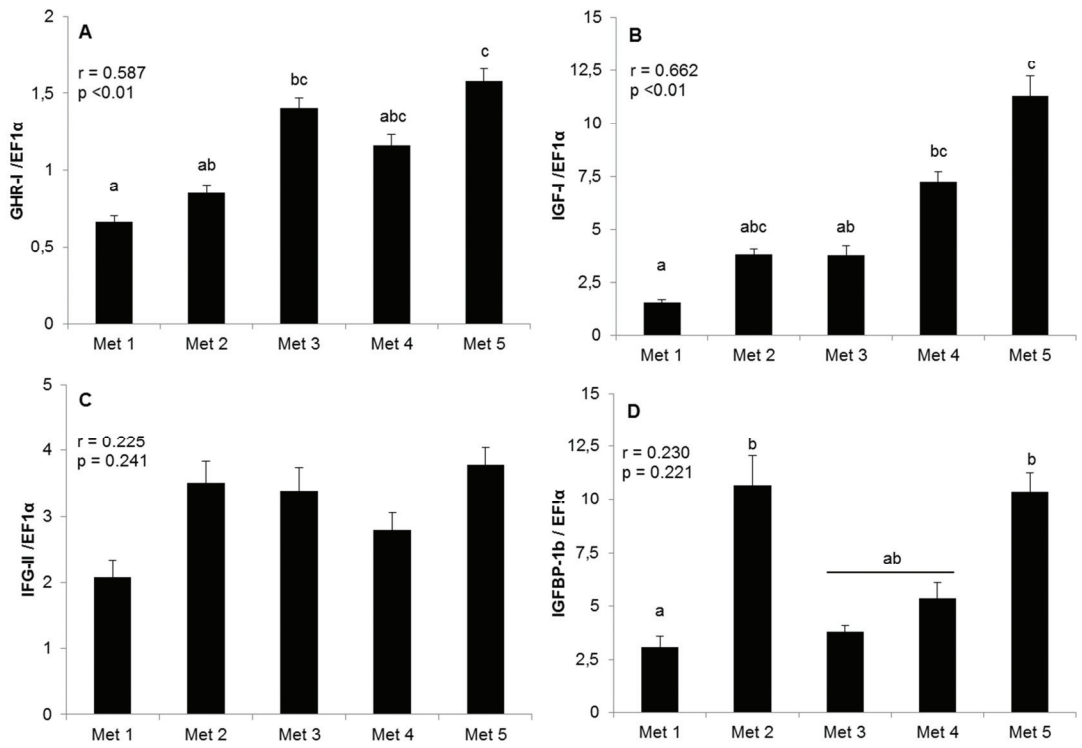 A
r = 0.587
p <0.01
GHR-I /EF1α
2
1,5
1
0,5
0
a
ab
bc
abc
c
Met 1 Met 2 Met 3 Met 4 Met 5
B
r = 0.662
p <0.01
IGF-I /EF1α
15
12,5
10
7,5
5
2,5
0
a
abc
ab
bc
c
Met 1 Met 2 Met 3 Met 4 Met 5
C
r = 0.225
p = 0.241
IFG-II /EF1α
5
4
3
2
1
0
Met 1 Met 2 Met 3 Met 4 Met 5
D
r = 0.230
p = 0.221
IGFBP-1b / EF!α
15
12,5
10
7,5
5
2,5
0
a
b
ab
b
Met 1 Met 2 Met 3 Met 4 Met 5